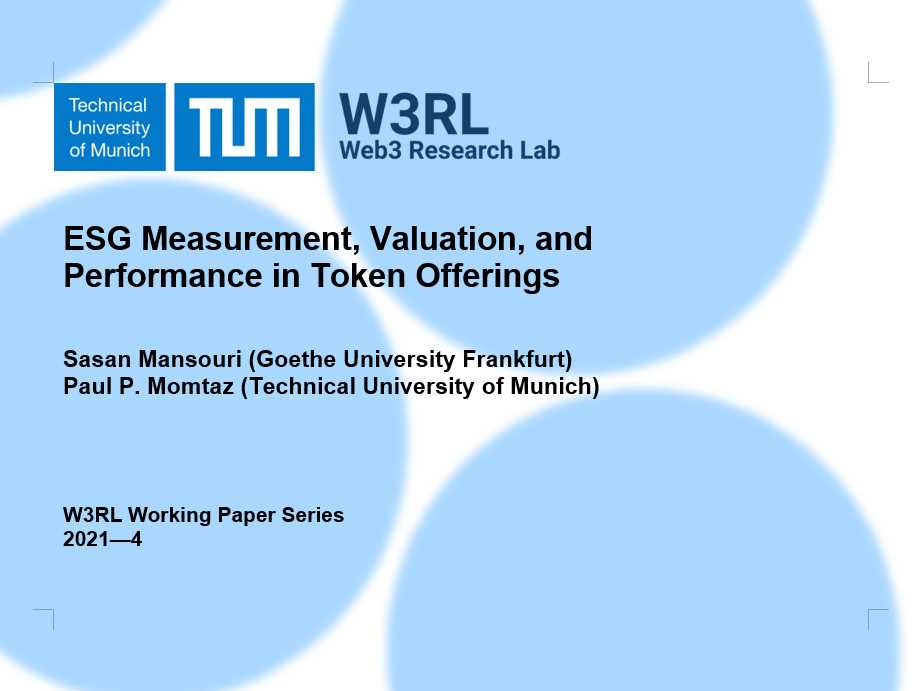 Technical
University
of Munich
TUM
W3RL
Web3 Research Lab
ESG Measurement, Valuation, and
Performance in Token Offerings
Sasan Mansouri (Goethe University Frankfurt)
Paul P. Momtaz (Technical University of Munich)
W3RL Working Paper Series
2021—4